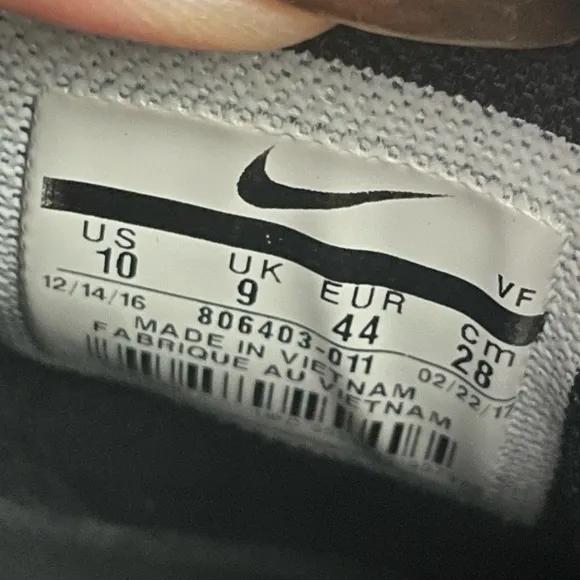 VF
US UK EUR cm
10 9 44 28
12/14/16 806403-011 02/22/17
MADE IN VIETNAM
FABRIQUE AU VIETNAM